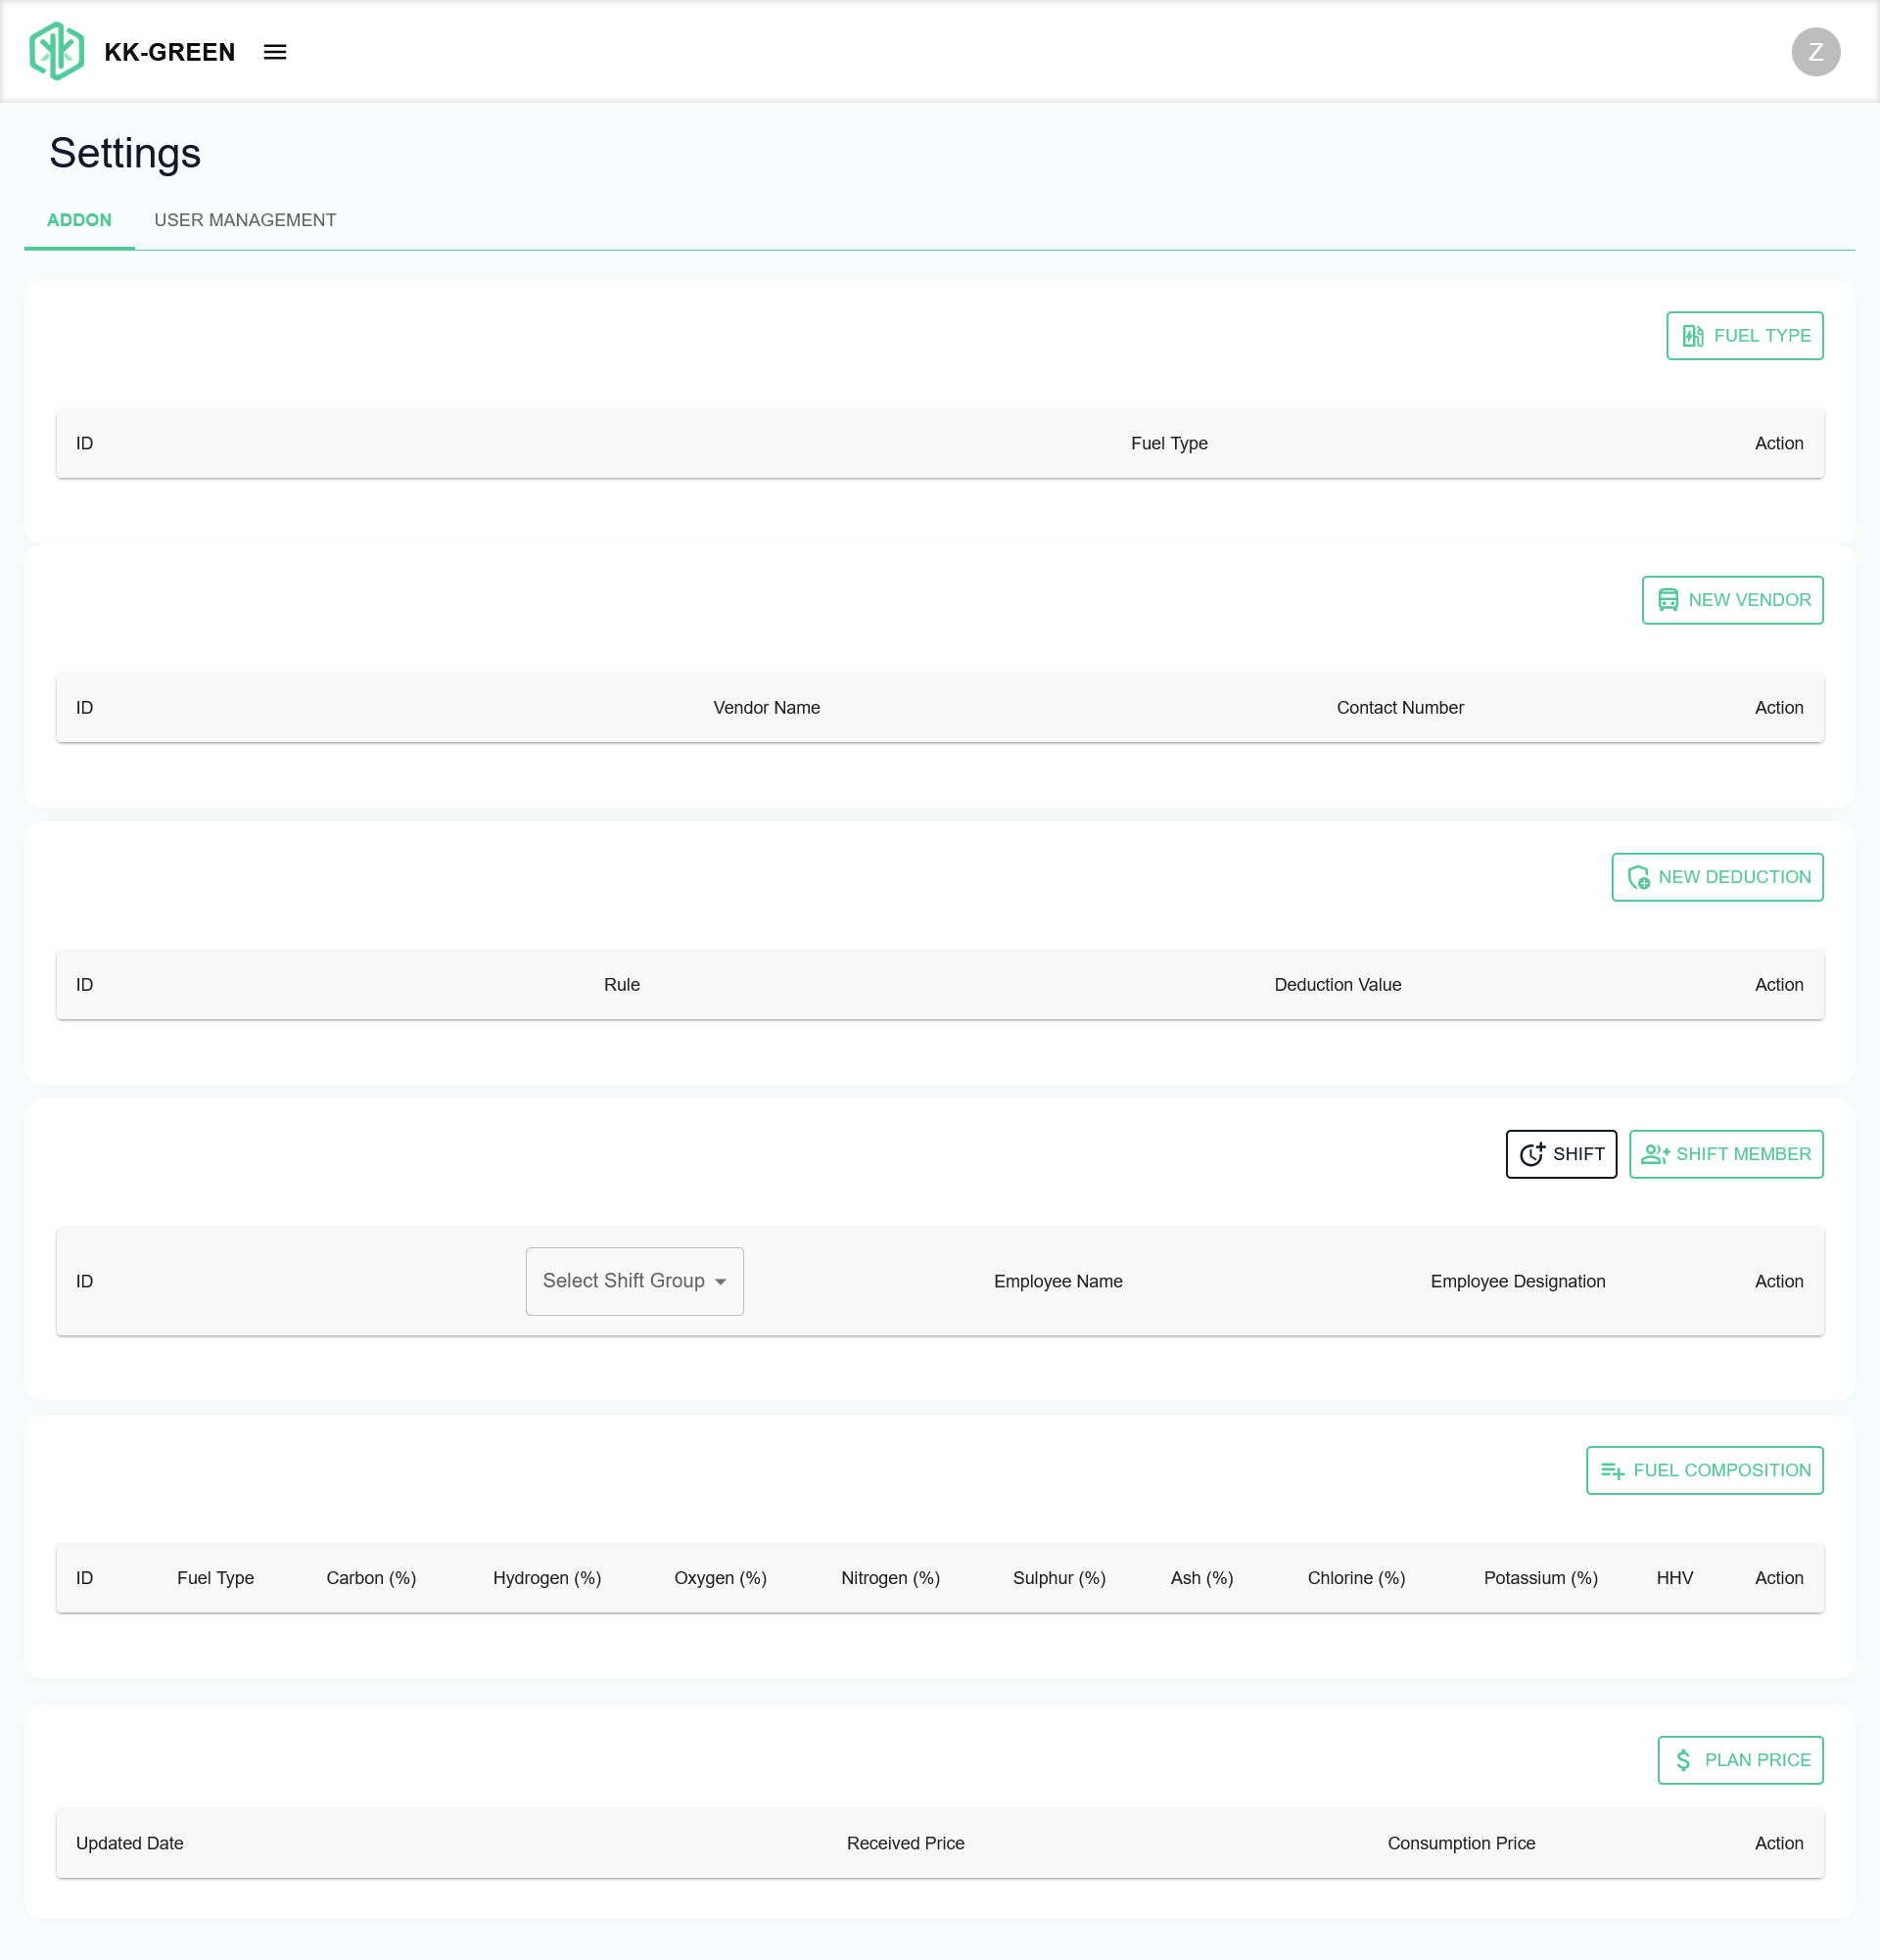 KK-GREEN
Z
Settings
ADDON USER MANAGEMENT
FUEL TYPE
ID Fuel Type Action
NEW VENDOR
ID Vendor Name Contact Number Action
NEW DEDUCTION
ID Rule Deduction Value Action
SHIFT SHIFT MEMBER
ID Select Shift Group Employee Name Employee Designation Action
FUEL COMPOSITION
ID Fuel Type Carbon (%) Hydrogen (%) Oxygen (%) Nitrogen (%) Sulphur (%) Ash (%) Chlorine (%) Potassium (%) HHV Action
PLAN PRICE
Updated Date Received Price Consumption Price Action